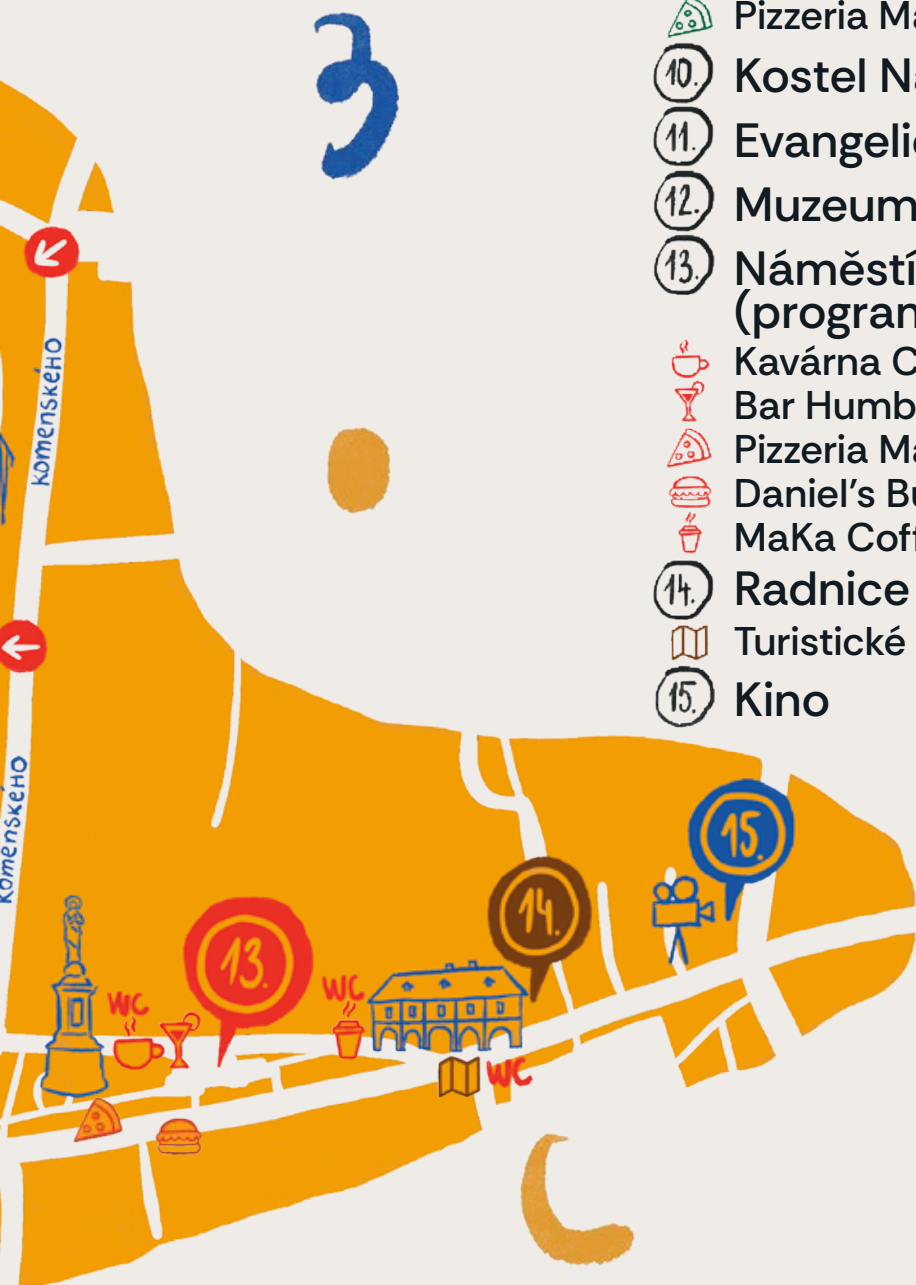 Pizzeria Ma
10. Kostel Na
11. Evangeli
12. Muzeum
13. Náměstí
(program
Kavárna C
Bar Humb
Pizzeria Ma
Daniel's Bu
MaKa Coff
14. Radnice
Turistické
15. Kino
KOMENSKÉHO
KOMENSKÉHO
15.
14.
13.
WC
WC
WC